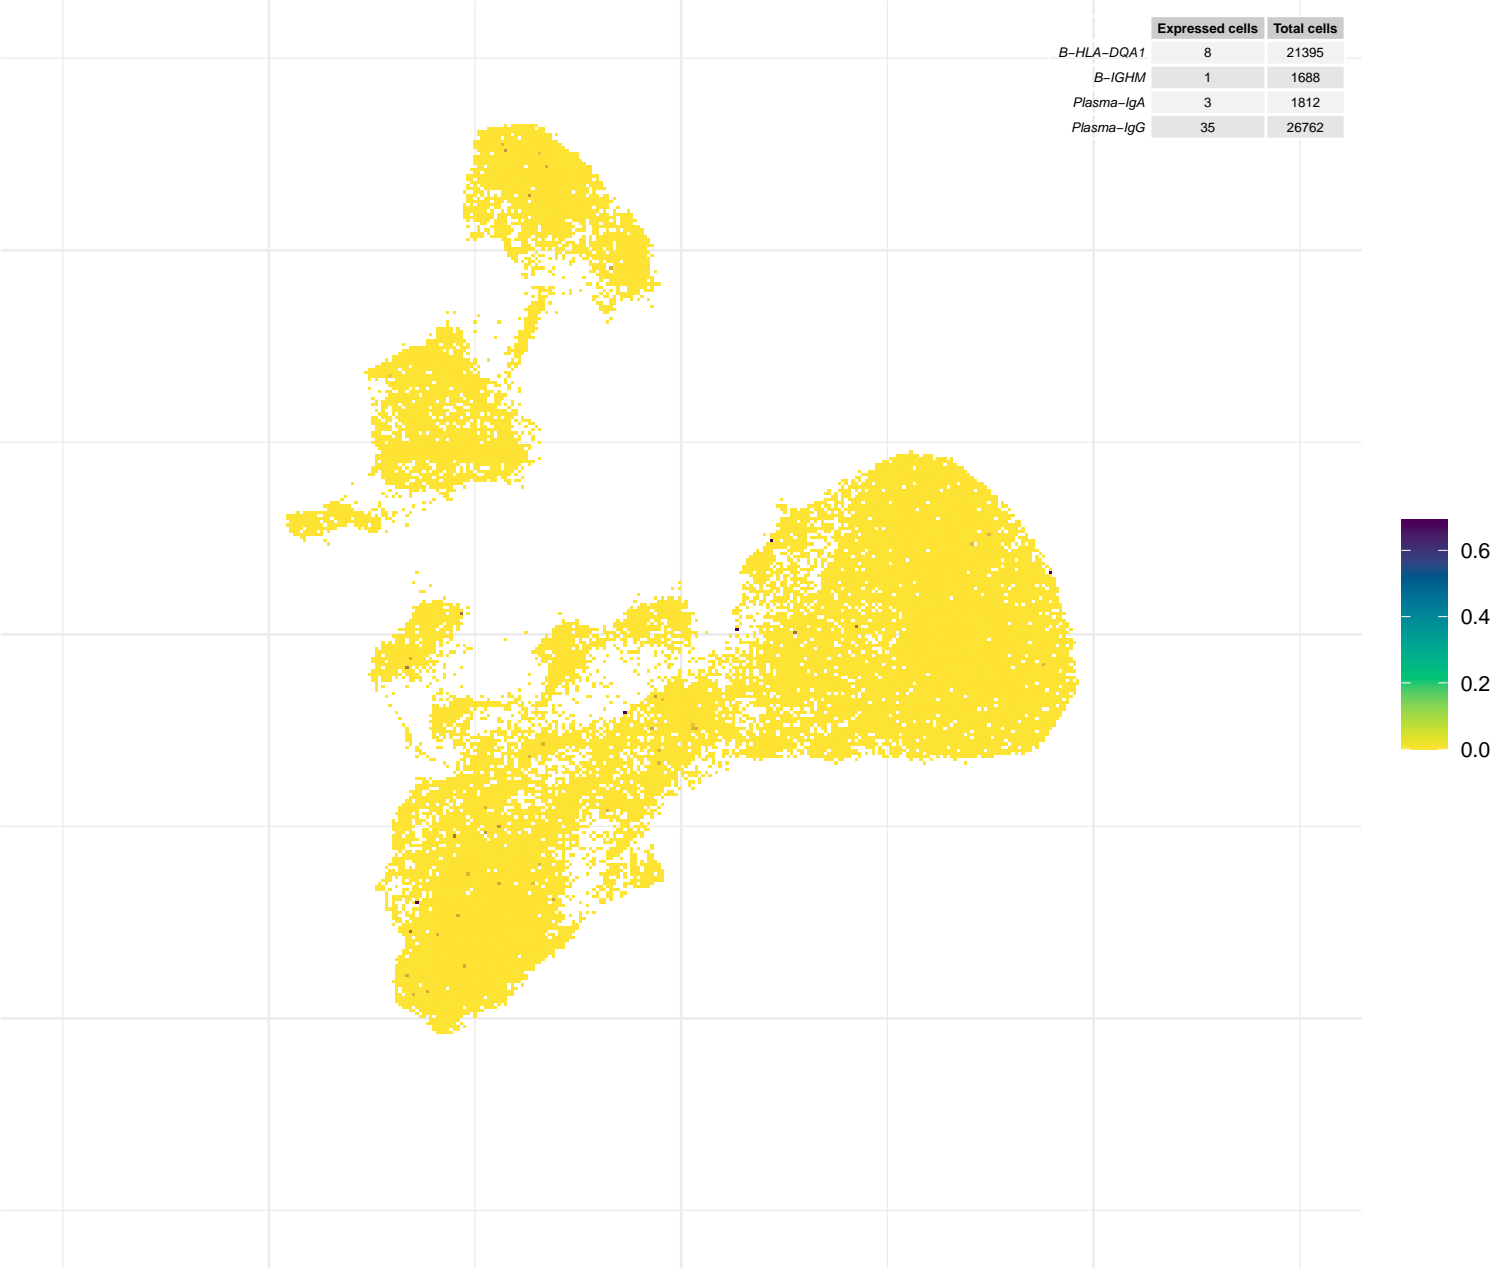 Expressed cells Total cells
B−HLA−DQA1 8 21395
B−IGHM 1 1688
Plasma−IgA 3 1812
Plasma−IgG 35 26762
0.6
0.4
0.2
0.0